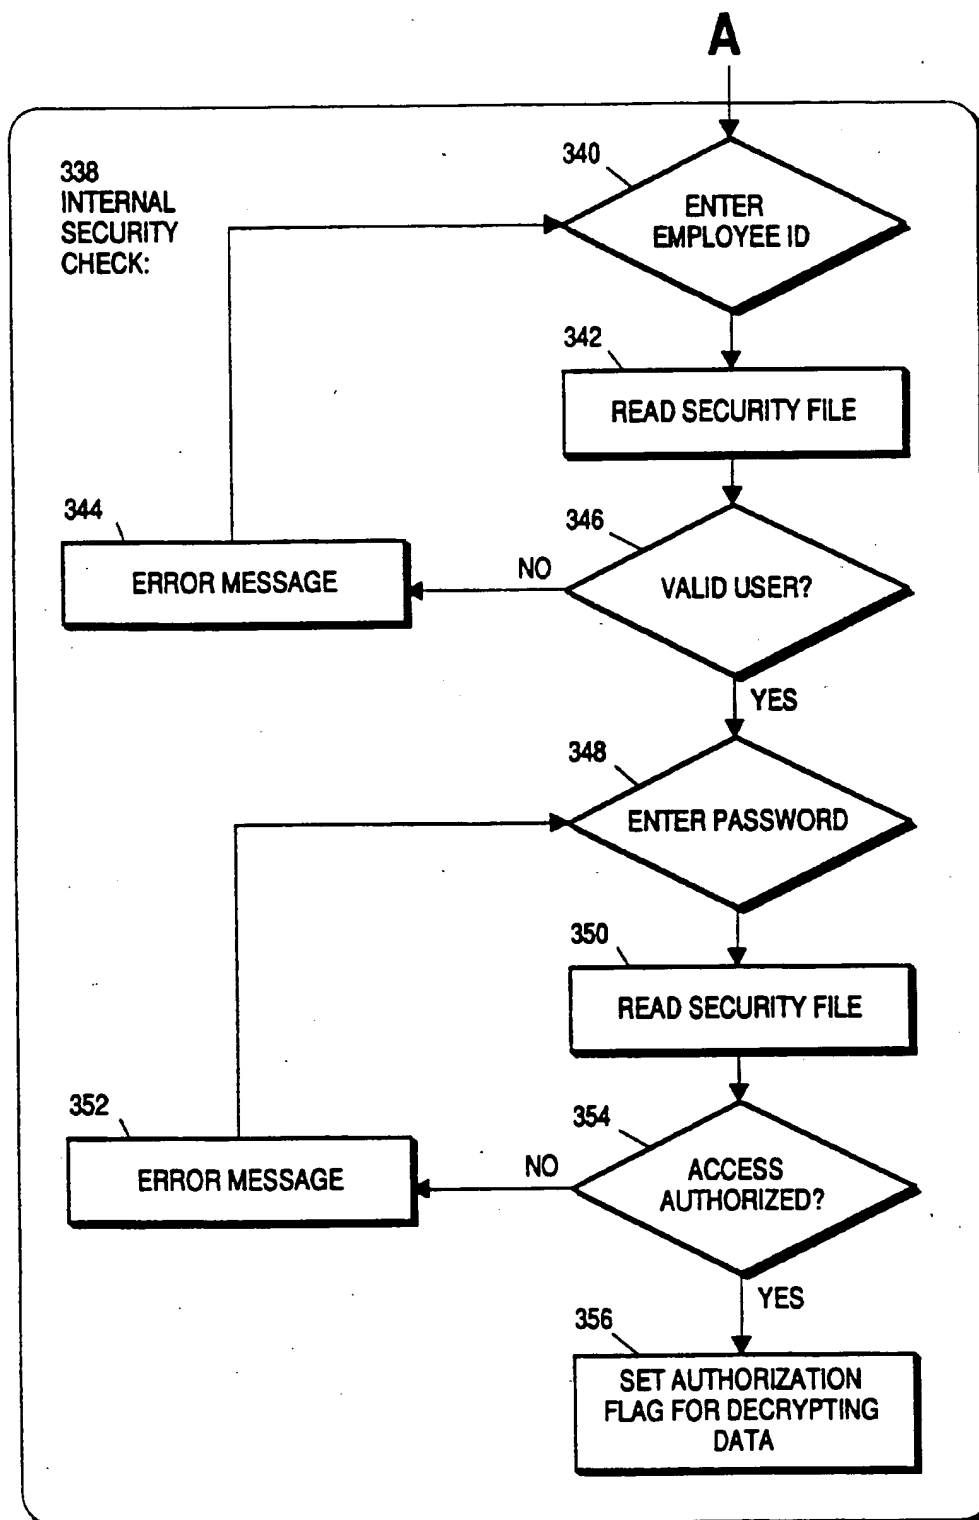 A
338
INTERNAL
SECURITY
CHECK:
340
ENTER
EMPLOYEE ID
342
READ SECURITY FILE
344
ERROR MESSAGE
NO
346
VALID USER?
YES
348
ENTER PASSWORD
350
READ SECURITY FILE
352
ERROR MESSAGE
NO
354
ACCESS
AUTHORIZED?
YES
356
SET AUTHORIZATION
FLAG FOR DECRYPTING
DATA